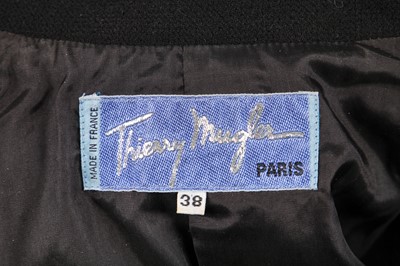 MADE IN FRANCE
Thierry Mugler
PARIS
38